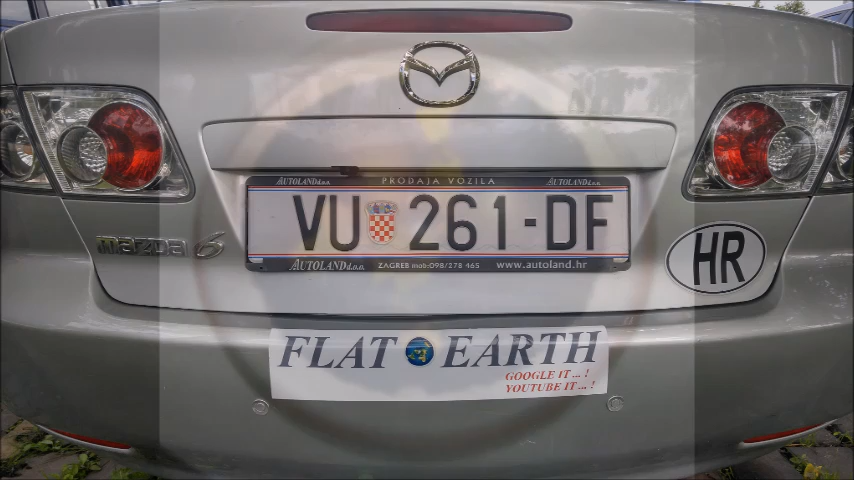 AUTOLAND d.o.o. PRODAJA VOZILA AUTOLAND d.o.o.
VU 261-DF
AUTOLAND d.o.o. ZAGREB mob:098/278 465 www.autoland.hr
mazda 6
HR
FLAT EARTH
GOOGLE IT ... !
YOUTUBE IT ... !